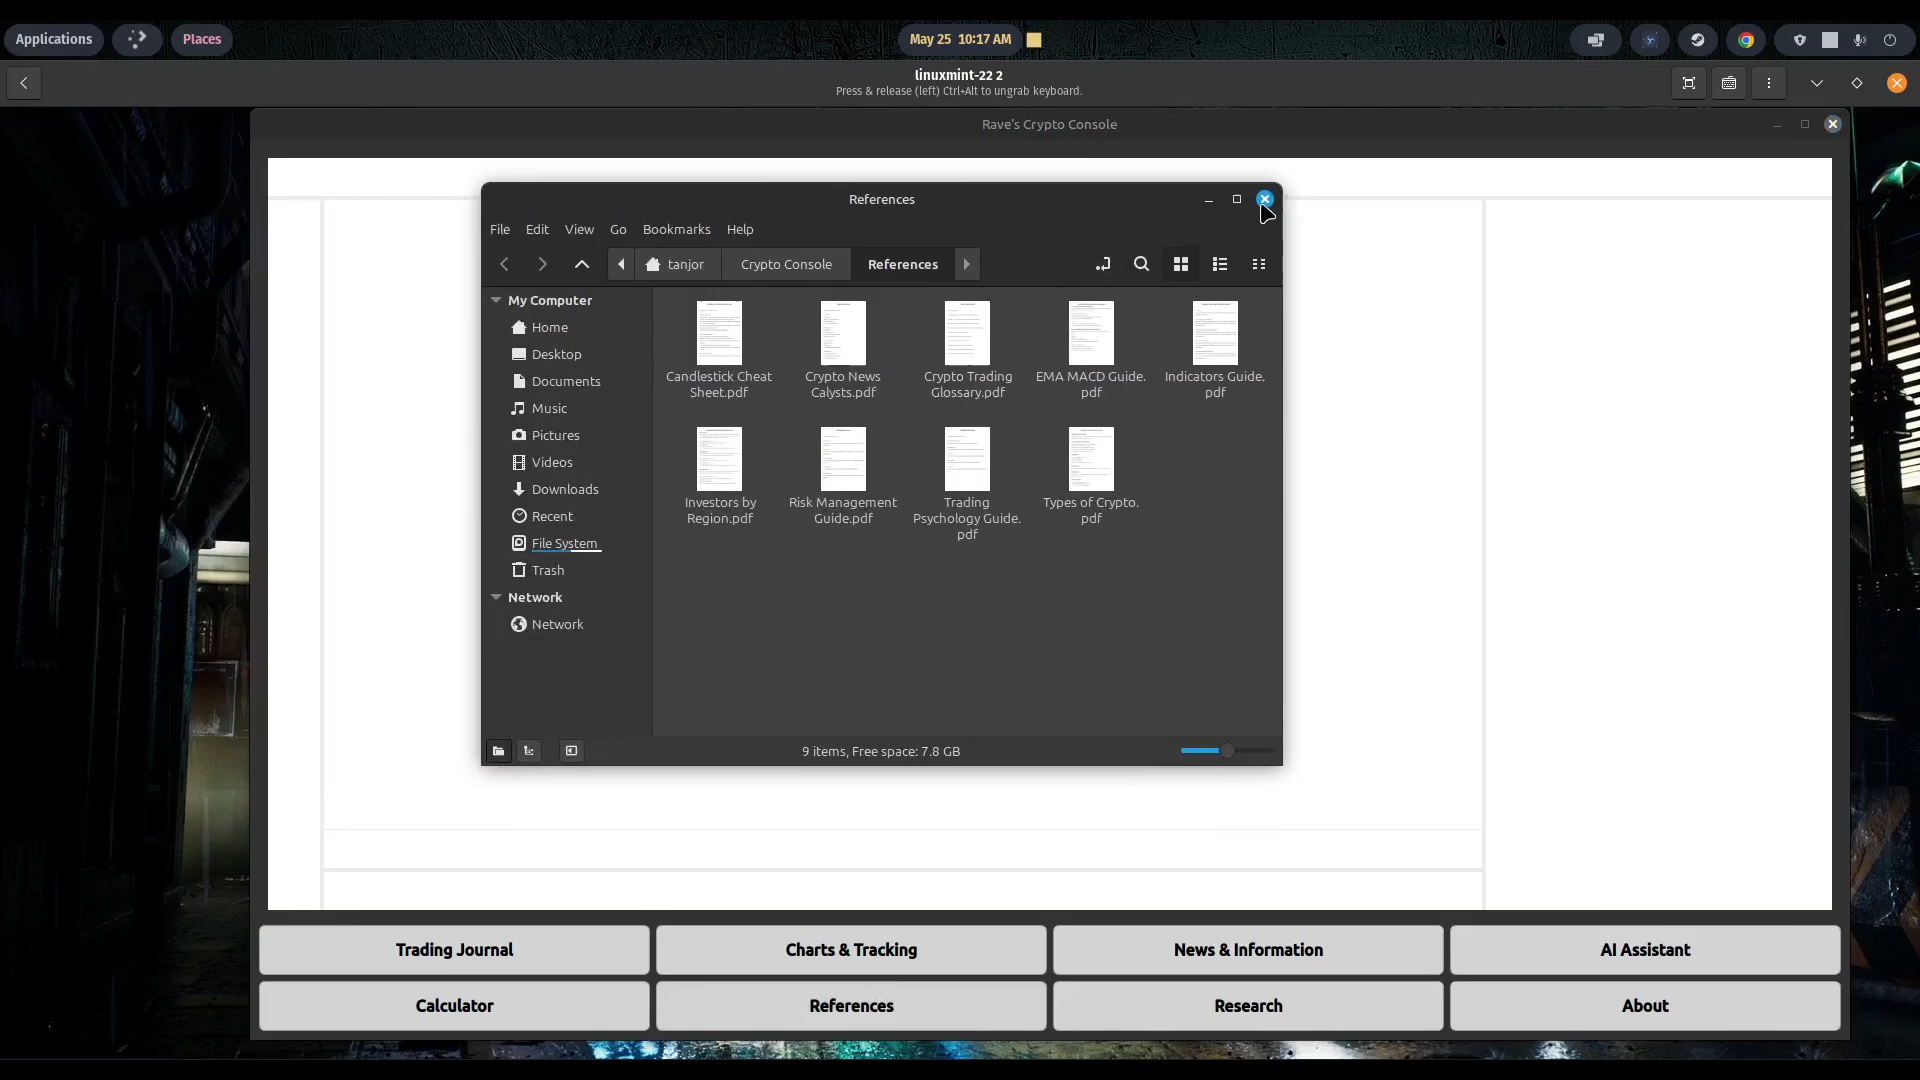 Applications
Places
May 25 10:17 AM
linuxmint-22 2
Press & release (left) Ctrl+Alt to ungrab keyboard.
Rave's Crypto Console
References
File Edit View Go Bookmarks Help
tanjor
Crypto Console
References
My Computer
Home
Desktop
Documents
Music
Pictures
Videos
Downloads
Recent
File System
Trash
Network
Network
Candlestick Cheat
Sheet.pdf
Crypto News
Calysts.pdf
Crypto Trading
Glossary.pdf
EMA MACD Guide.
pdf
Indicators Guide.
pdf
Investors by
Region.pdf
Risk Management
Guide.pdf
Trading
Psychology Guide.
pdf
Types of Crypto.
pdf
9 items, Free space: 7.8 GB
Trading Journal
Charts & Tracking
News & Information
AI Assistant
Calculator
References
Research
About